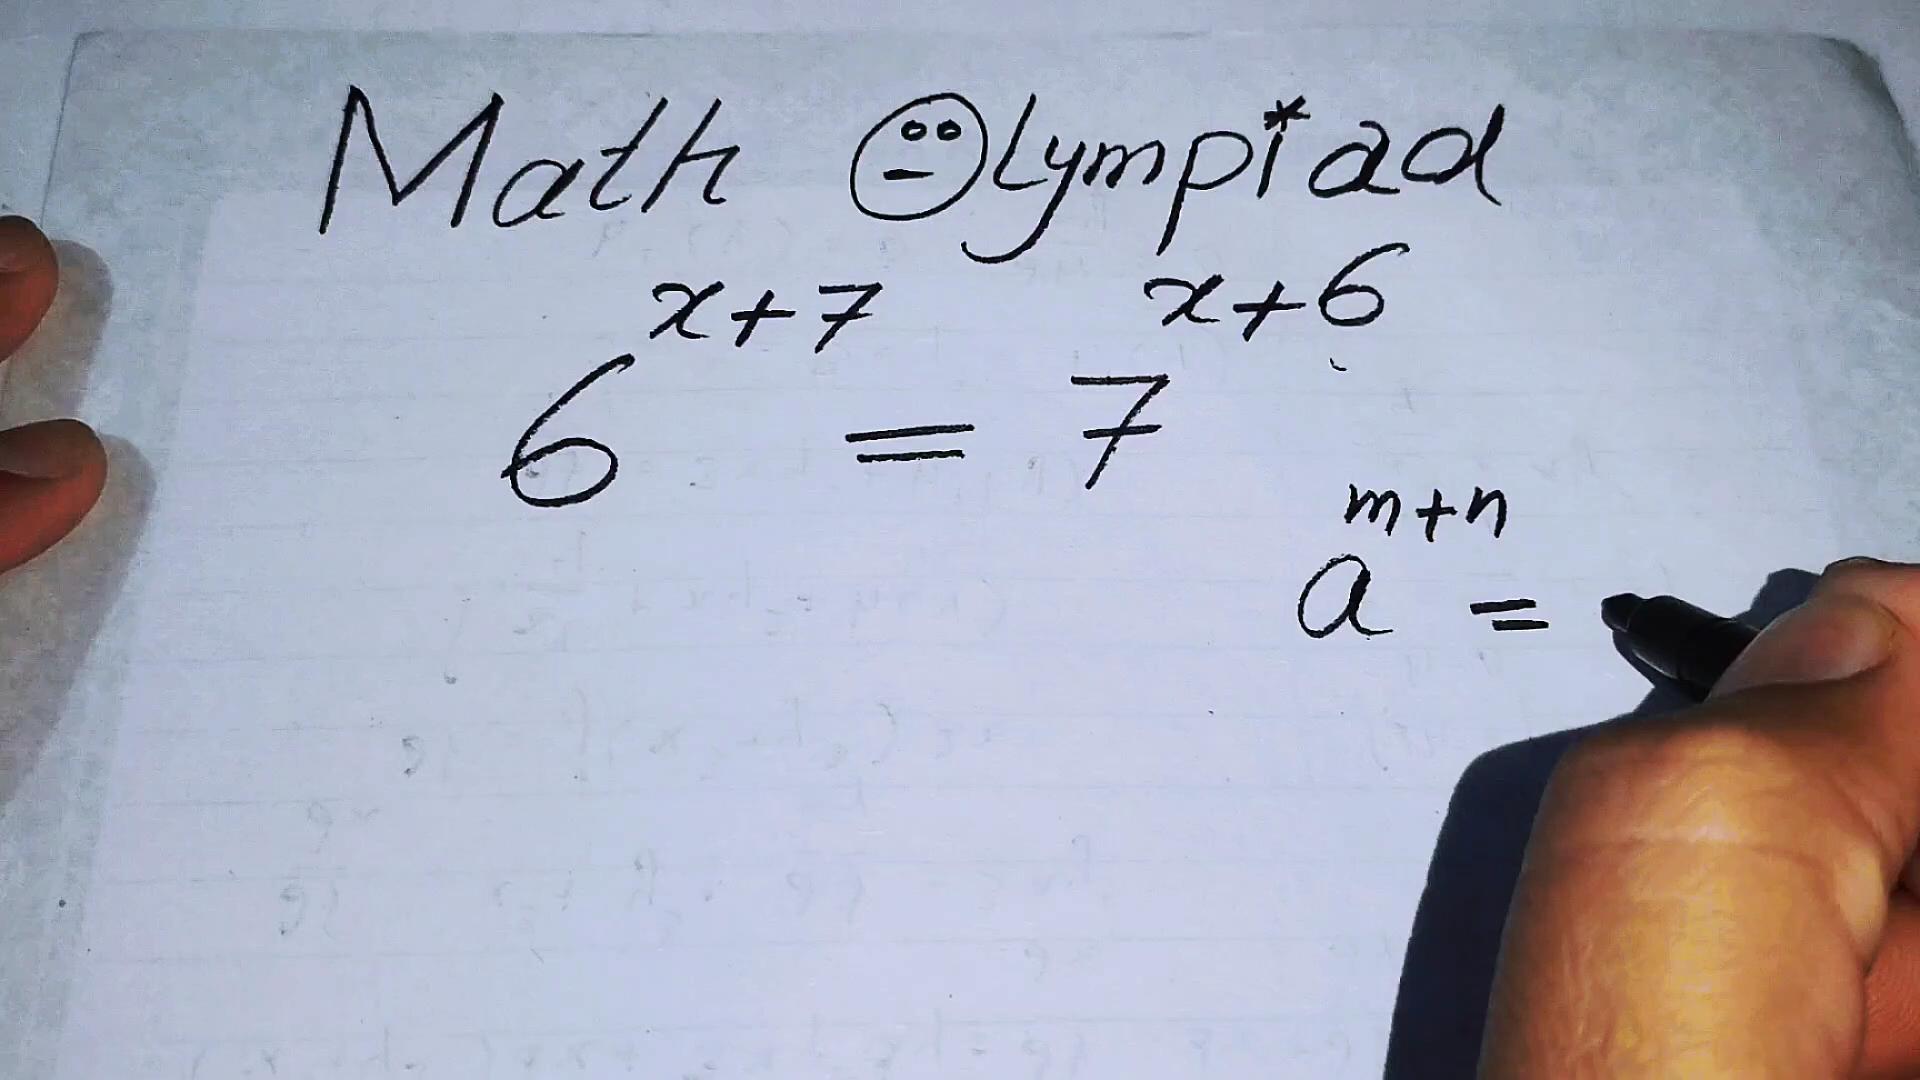 Math Olympiad
6^{x+7} = 7^{x+6}
a^{m+n} =